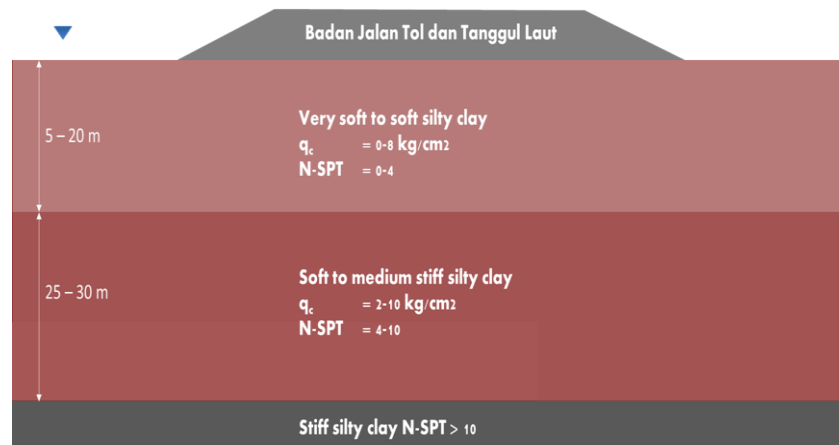 Badan Jalan Tol dan Tanggul Laut
5 – 20 m
Very soft to soft silty clay
qc = 0-8 kg/cm2
N-SPT = 0-4
25 – 30 m
Soft to medium stiff silty clay
qc = 2-10 kg/cm2
N-SPT = 4-10
Stiff silty clay N-SPT > 10